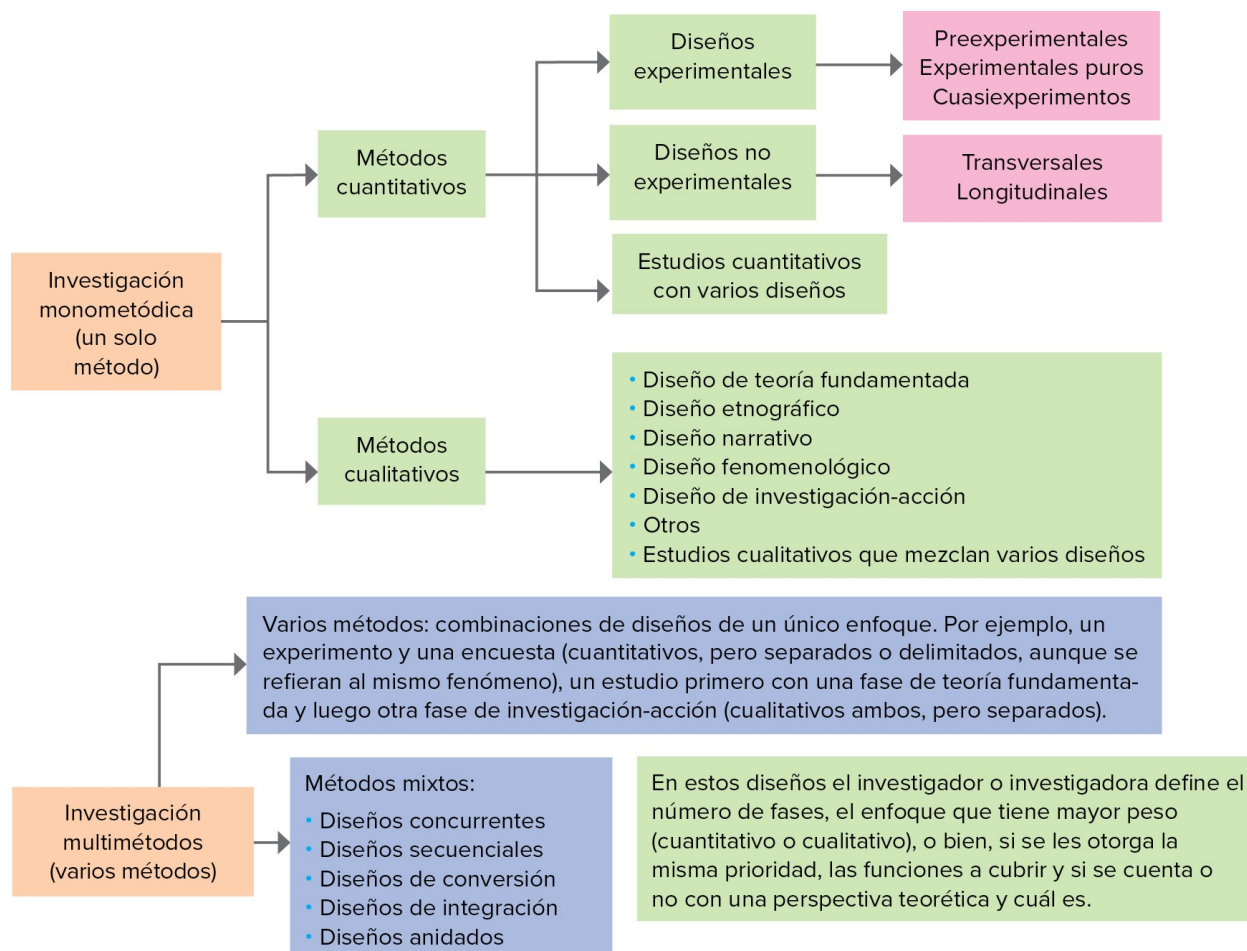 Diseños
experimentales
Preexperimentales
Experimentales puros
Cuasiexperimentos
Métodos
cuantitativos
Diseños no
experimentales
Transversales
Longitudinales
Estudios cuantitativos
con varios diseños
Investigación
monometódica
(un solo
método)
Métodos
cualitativos
• Diseño de teoría fundamentada
• Diseño etnográfico
• Diseño narrativo
• Diseño fenomenológico
• Diseño de investigación-acción
• Otros
• Estudios cualitativos que mezclan varios diseños
Varios métodos: combinaciones de diseños de un único enfoque. Por ejemplo, un
experimento y una encuesta (cuantitativos, pero separados o delimitados, aunque se
refieran al mismo fenómeno), un estudio primero con una fase de teoría fundamenta-
da y luego otra fase de investigación-acción (cualitativos ambos, pero separados).
Investigación
multimétodos
(varios métodos)
Métodos mixtos:
• Diseños concurrentes
• Diseños secuenciales
• Diseños de conversión
• Diseños de integración
• Diseños anidados
En estos diseños el investigador o investigadora define el
número de fases, el enfoque que tiene mayor peso
(cuantitativo o cualitativo), o bien, si se les otorga la
misma prioridad, las funciones a cubrir y si se cuenta o
no con una perspectiva teorética y cuál es.